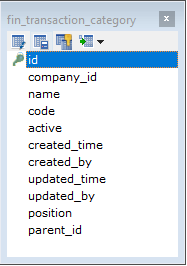 fin_transaction_category
id
company_id
name
code
active
created_time
created_by
updated_time
updated_by
position
parent_id